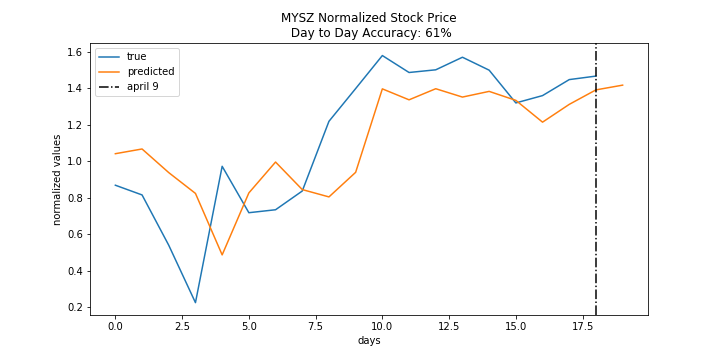 MYSZ Normalized Stock Price
Day to Day Accuracy: 61%
true
predicted
april 9
normalized values
1.6
1.4
1.2
1.0
0.8
0.6
0.4
0.2
0.0 2.5 5.0 7.5 10.0 12.5 15.0 17.5
days